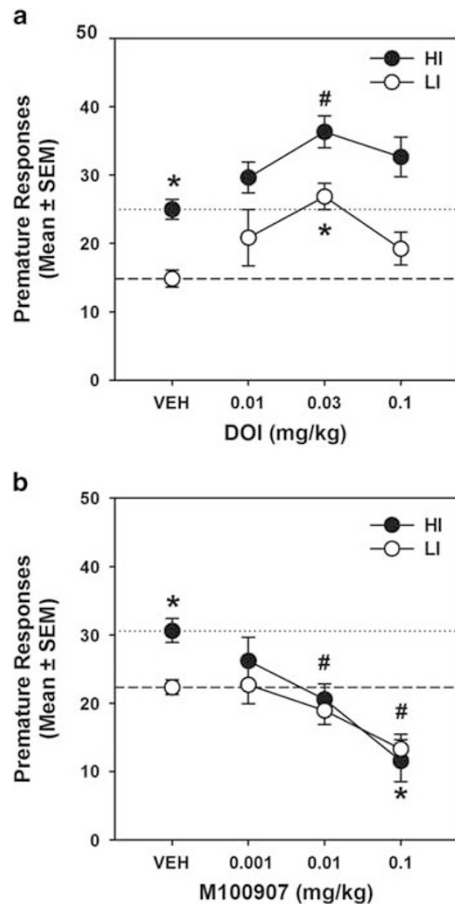 a
50
40
30
20
10
0
Premature Responses
(Mean ± SEM)
HI
LI
*
#
*
VEH 0.01 0.03 0.1
DOI (mg/kg)
b
50
40
30
20
10
0
Premature Responses
(Mean ± SEM)
HI
LI
*
#
#
*
VEH 0.001 0.01 0.1
M100907 (mg/kg)